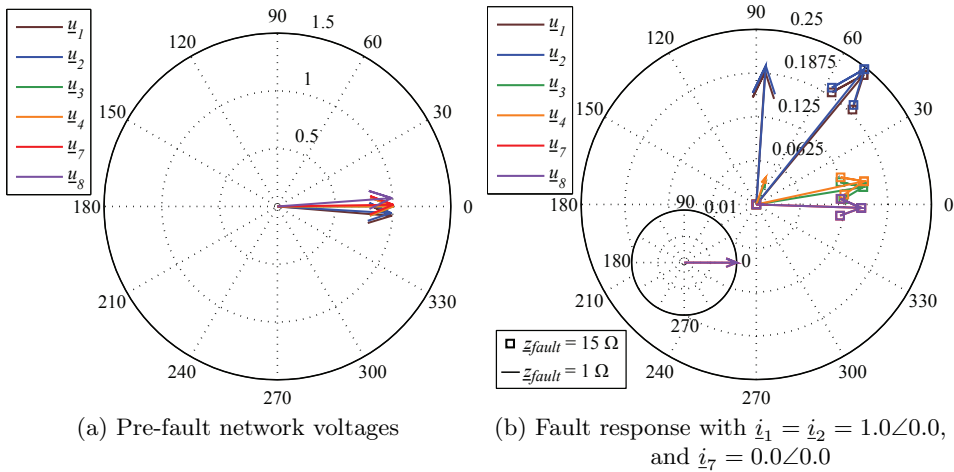 u1
u2
u3
u4
u7
u8
90
60
30
0
330
300
270
240
210
180
150
120
1.5
1
0.5
(a) Pre-fault network voltages
u1
u2
u3
u4
u7
u8
90
60
30
0
330
300
270
240
210
180
150
120
0.25
0.1875
0.125
0.0625
90
0.01
180
0
270
z_fault = 15 Ω
z_fault = 1 Ω
(b) Fault response with i1 = i2 = 1.0∠0.0,
and i7 = 0.0∠0.0